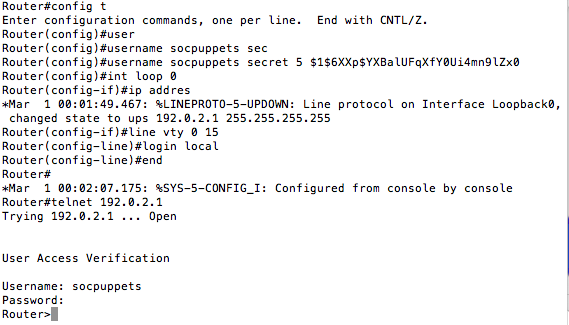 Router#config t
Enter configuration commands, one per line.  End with CNTL/Z.
Router(config)#user
Router(config)#username socpuppets sec
Router(config)#username socpuppets secret 5 $1$6XXp$YXBalUFqXfY0Ui4mn9lZx0
Router(config)#int loop 0
Router(config-if)#ip addres
*Mar  1 00:01:49.467: %LINEPROTO-5-UPDOWN: Line protocol on Interface Loopback0,
 changed state to ups 192.0.2.1 255.255.255.255
Router(config-if)#line vty 0 15
Router(config-line)#login local
Router(config-line)#end
Router#
*Mar  1 00:02:07.175: %SYS-5-CONFIG_I: Configured from console by console
Router#telnet 192.0.2.1
Trying 192.0.2.1 ... Open
User Access Verification
Username: socpuppets
Password:
Router>